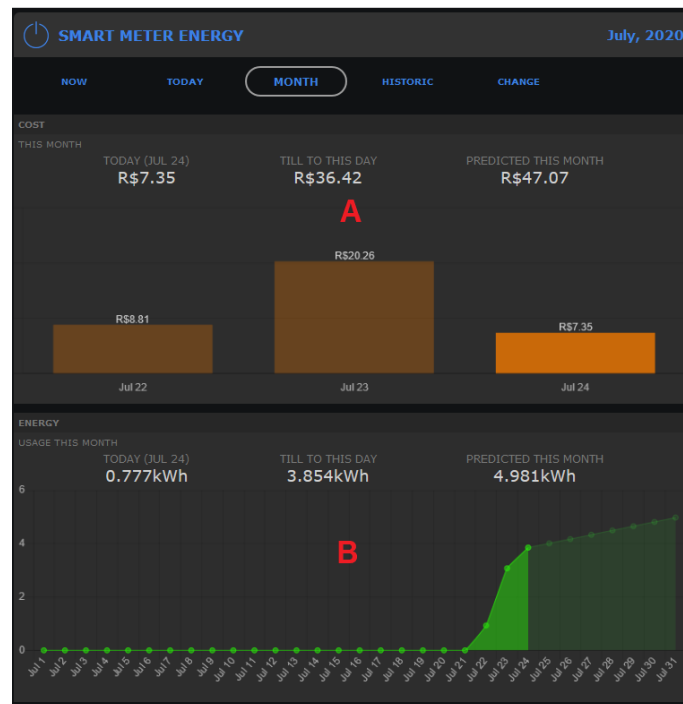 SMART METER ENERGY July, 2020
NOW TODAY MONTH HISTORIC CHANGE
COST
THIS MONTH
TODAY (JUL 24) TILL TO THIS DAY PREDICTED THIS MONTH
R$7.35 R$36.42 R$47.07
A
R$20.26
R$8.81
R$7.35
Jul 22 Jul 23 Jul 24
ENERGY
USAGE THIS MONTH
TODAY (JUL 24) TILL TO THIS DAY PREDICTED THIS MONTH
0.777kWh 3.854kWh 4.981kWh
6
4
B
2
0
Jul 1 Jul 2 Jul 3 Jul 4 Jul 5 Jul 6 Jul 7 Jul 8 Jul 9 Jul 10 Jul 11 Jul 12 Jul 13 Jul 14 Jul 15 Jul 16 Jul 17 Jul 18 Jul 19 Jul 20 Jul 21 Jul 22 Jul 23 Jul 24 Jul 25 Jul 26 Jul 27 Jul 28 Jul 29 Jul 30 Jul 31